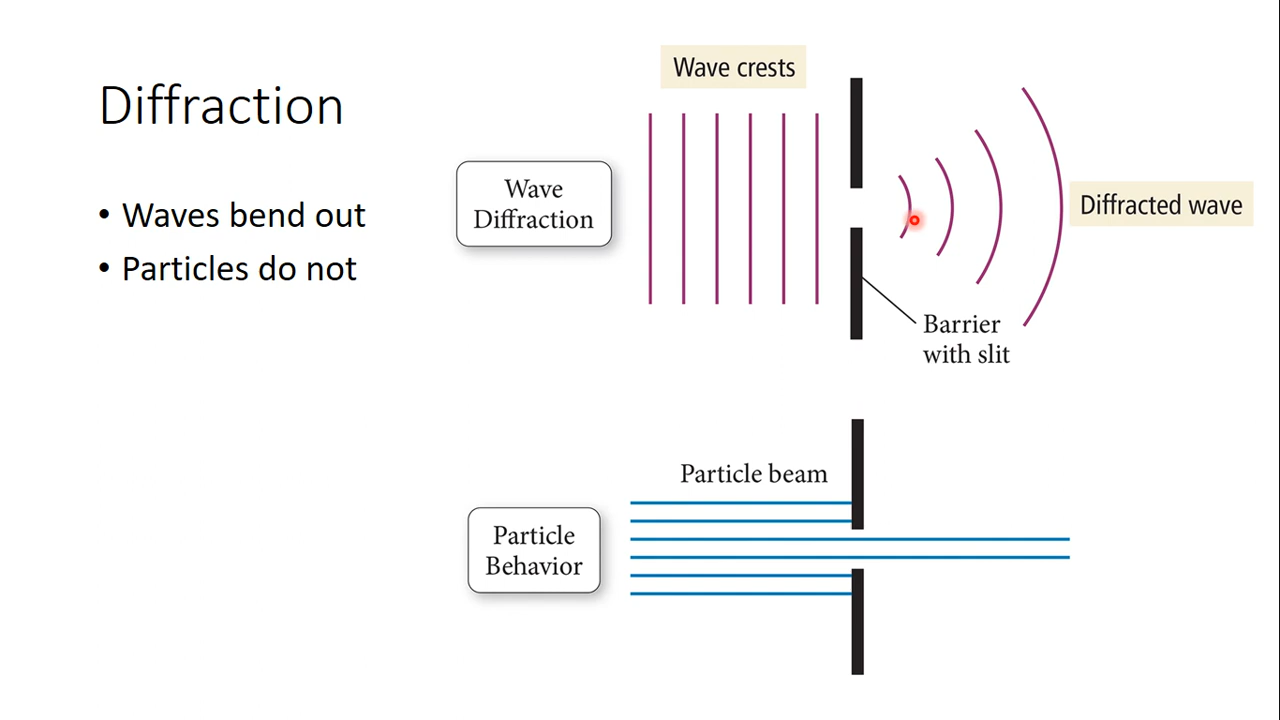 Diffraction
• Waves bend out
• Particles do not
Wave crests
Wave
Diffraction
Diffracted wave
Barrier
with slit
Particle beam
Particle
Behavior